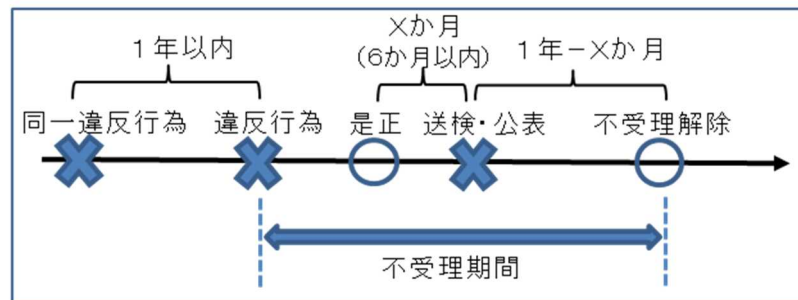 Xか月
(6か月以内)
1年以内
1年－Xか月
同一違反行為
違反行為
是正
送検・公表
不受理解除
不受理期間